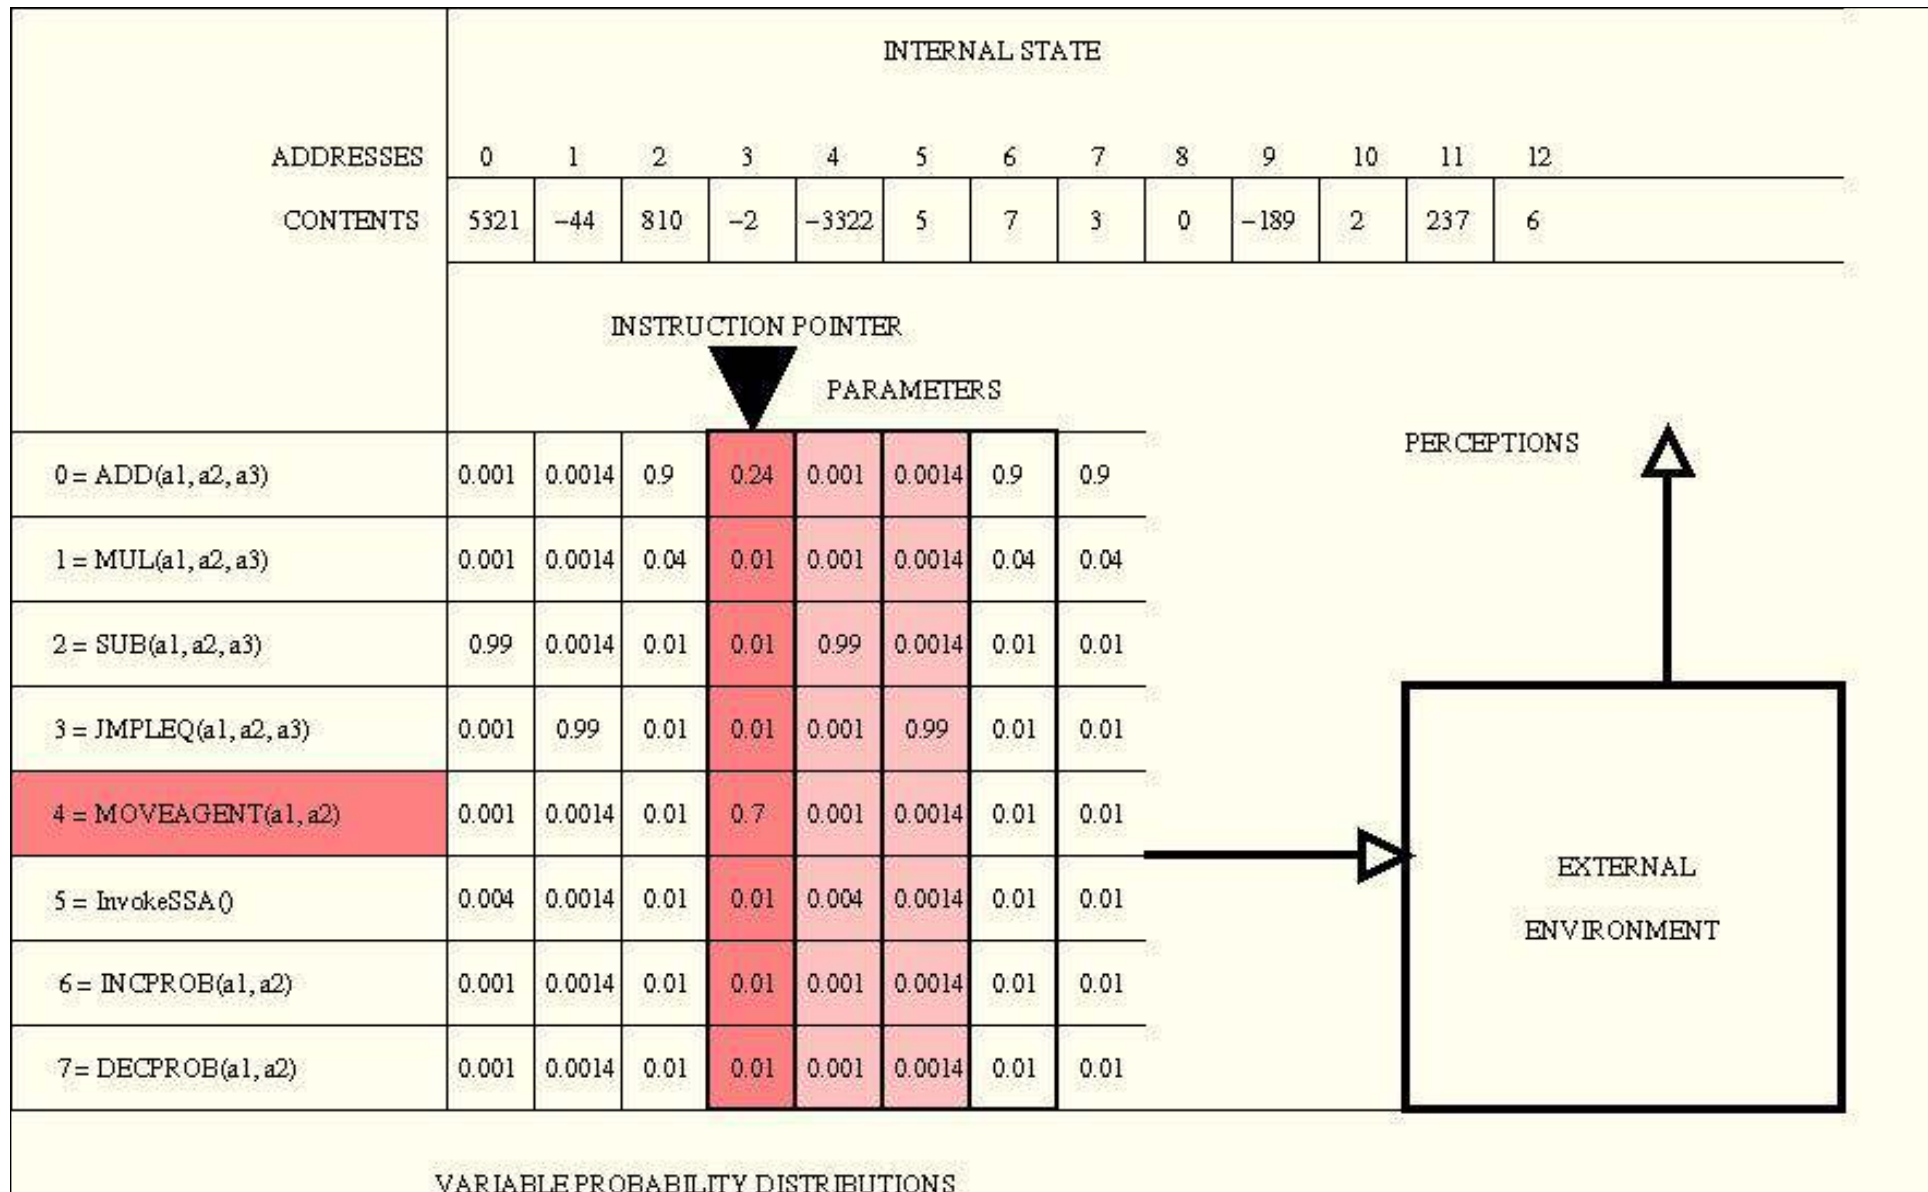 INTERNAL STATE
ADDRESSES 0 1 2 3 4 5 6 7 8 9 10 11 12
CONTENTS 5321 −44 810 −2 −3322 5 7 3 0 −189 2 237 6
INSTRUCTION POINTER
PARAMETERS
PERCEPTIONS
0 = ADD(a1, a2, a3) 0.001 0.0014 0.9 0.24 0.001 0.0014 0.9 0.9
1 = MUL(a1, a2, a3) 0.001 0.0014 0.04 0.01 0.001 0.0014 0.04 0.04
2 = SUB(a1, a2, a3) 0.99 0.0014 0.01 0.01 0.99 0.0014 0.01 0.01
3 = JMPLEQ(a1, a2, a3) 0.001 0.99 0.01 0.01 0.001 0.99 0.01 0.01
4 = MOVEAGENT(a1, a2) 0.001 0.0014 0.01 0.7 0.001 0.0014 0.01 0.01
5 = InvokeSSA() 0.004 0.0014 0.01 0.01 0.004 0.0014 0.01 0.01
6 = INCPROB(a1, a2) 0.001 0.0014 0.01 0.01 0.001 0.0014 0.01 0.01
7 = DECPROB(a1, a2) 0.001 0.0014 0.01 0.01 0.001 0.0014 0.01 0.01
EXTERNAL
ENVIRONMENT
VARIABLE PROBABILITY DISTRIBUTIONS